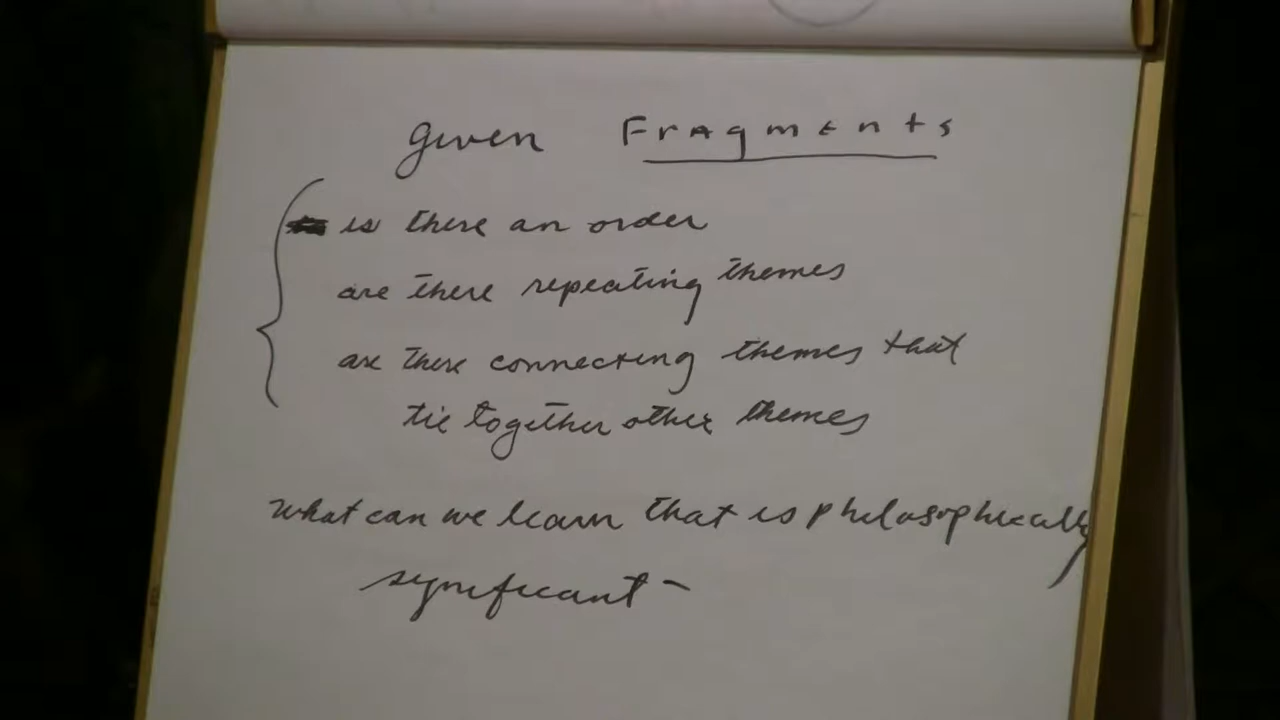 given Fragments
is there an order
are there repeating themes
are there connecting themes that
tie together other themes
what can we learn that is philosophically
significant -